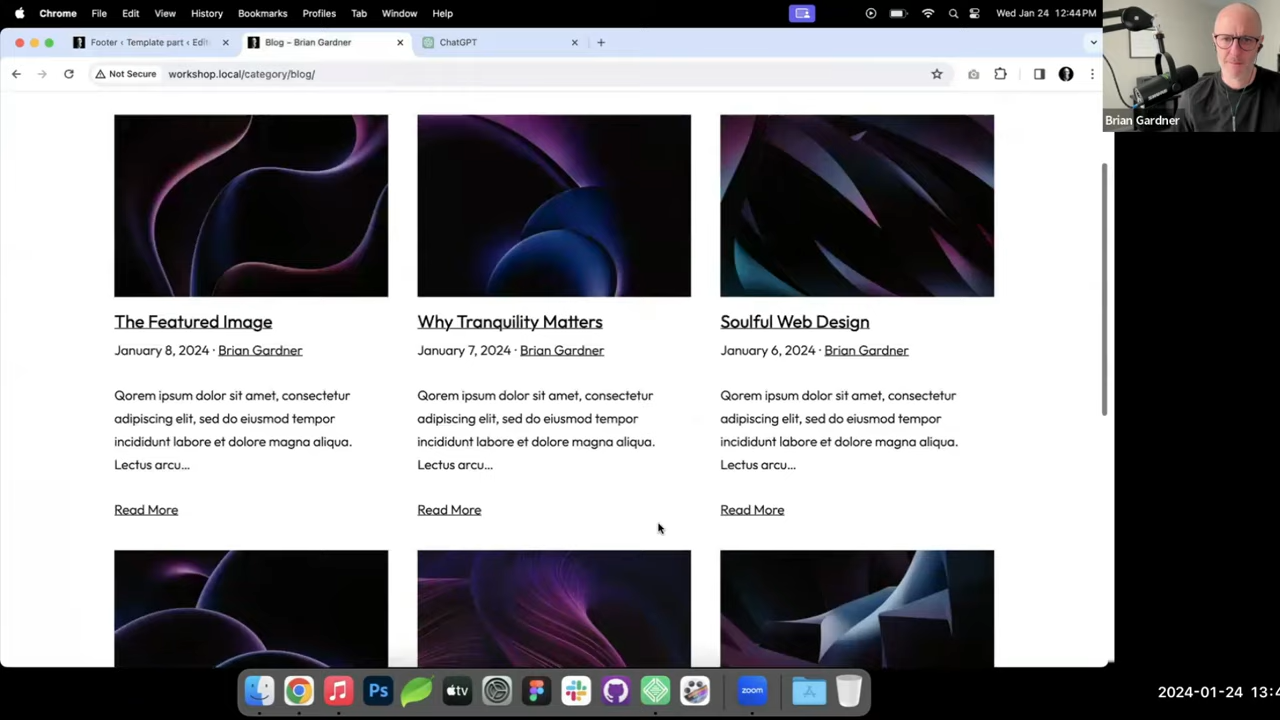 Chrome File Edit View History Bookmarks Profiles Tab Window Help Wed Jan 24 12:44 PM
Footer ‹ Template part ‹ Edit Blog – Brian Gardner ChatGPT
Not Secure workshop.local/category/blog/
Brian Gardner
The Featured Image Why Tranquility Matters Soulful Web Design
January 8, 2024 · Brian Gardner January 7, 2024 · Brian Gardner January 6, 2024 · Brian Gardner
Qorem ipsum dolor sit amet, consectetur Qorem ipsum dolor sit amet, consectetur Qorem ipsum dolor sit amet, consectetur
adipiscing elit, sed do eiusmod tempor adipiscing elit, sed do eiusmod tempor adipiscing elit, sed do eiusmod tempor
incididunt labore et dolore magna aliqua. incididunt labore et dolore magna aliqua. incididunt labore et dolore magna aliqua.
Lectus arcu… Lectus arcu… Lectus arcu…
Read More Read More Read More
Ps tv zoom
2024-01-24 13:4